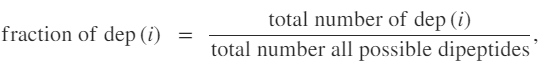 fraction of dep (i) = total number of dep (i) / total number all possible dipeptides ,